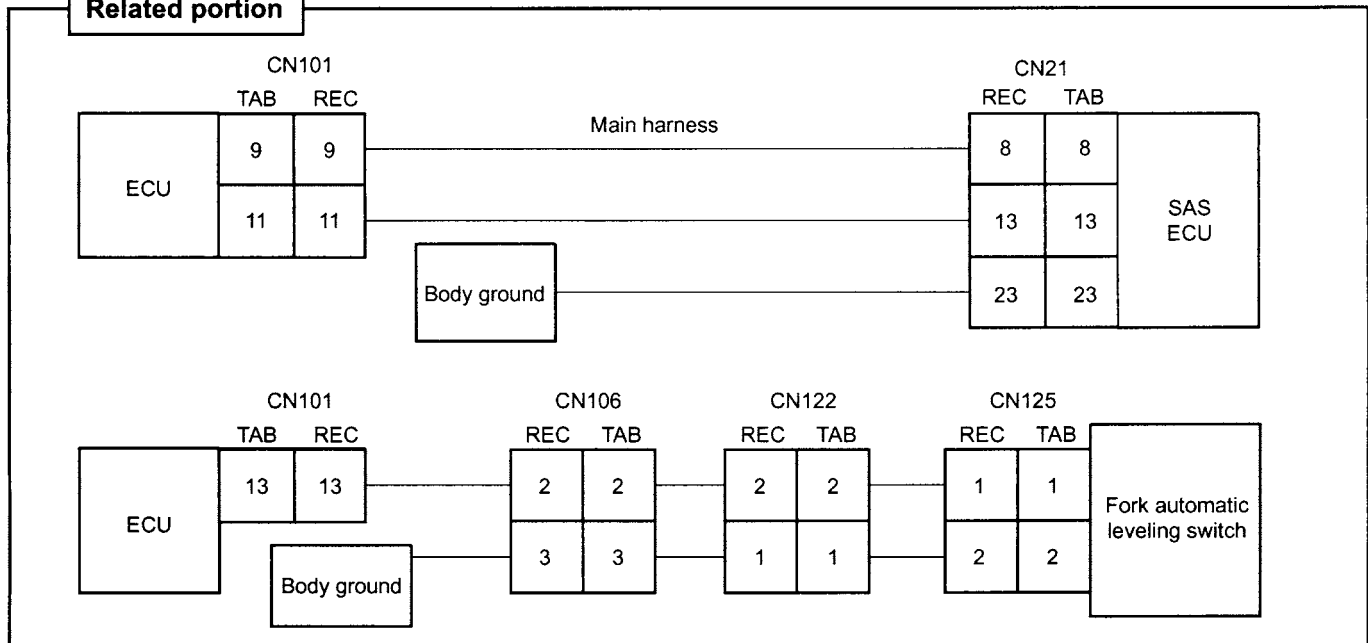 Related portion
CN101
CN21
TAB REC
REC TAB
Main harness
9 9
8 8
ECU
11 11
13 13
SAS
ECU
Body ground
23 23
CN101
CN106
CN122
CN125
TAB REC
REC TAB
REC TAB
REC TAB
13 13
2 2
2 2
1 1
ECU
Fork automatic
leveling switch
3 3
1 1
2 2
Body ground